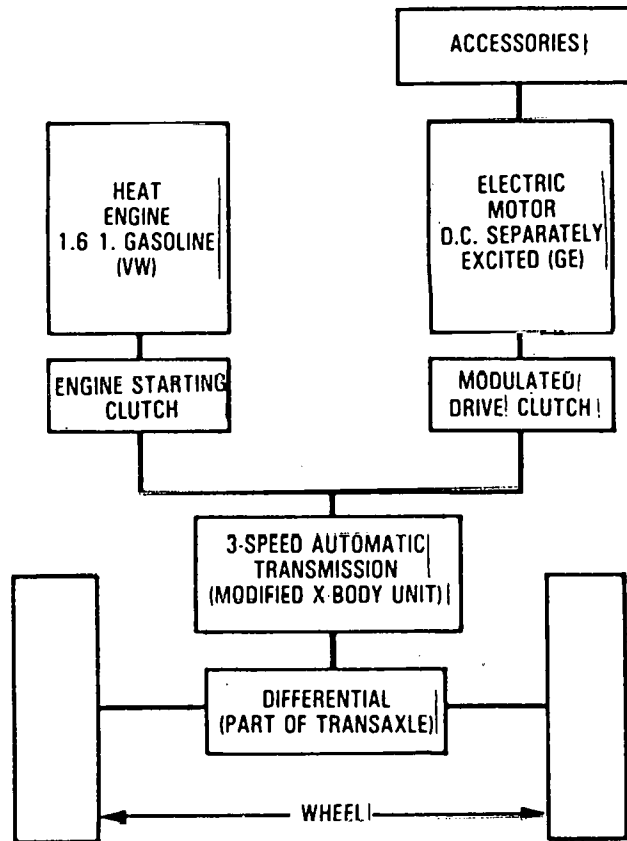 ACCESSORIES
HEAT
ENGINE
1.6 1. GASOLINE
(VW)
ELECTRIC
MOTOR
D.C. SEPARATELY
EXCITED (GE)
ENGINE STARTING
CLUTCH
MODULATED
DRIVE CLUTCH
3-SPEED AUTOMATIC
TRANSMISSION
(MODIFIED X-BODY UNIT)
DIFFERENTIAL
(PART OF TRANSAXLE)
WHEEL